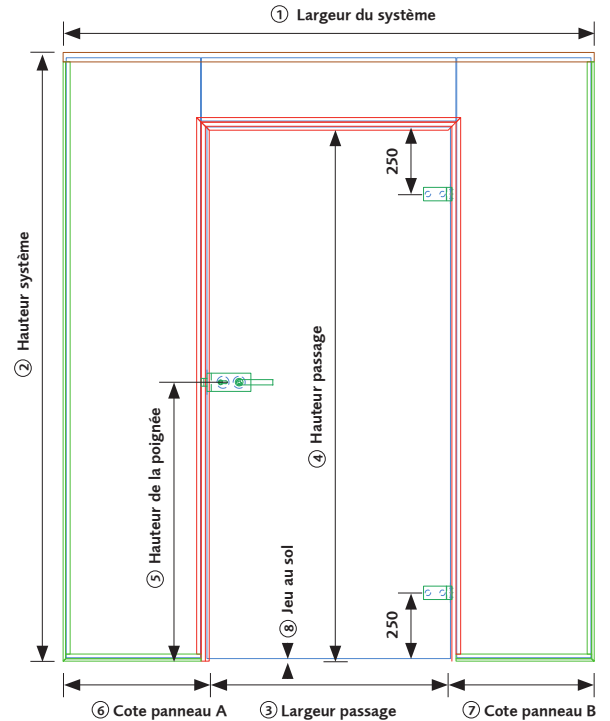 ① Largeur du système
② Hauteur système
250
④ Hauteur passage
⑤ Hauteur de la poignée
⑧ Jeu au sol
250
⑥ Cote panneau A
③ Largeur passage
⑦ Cote panneau B